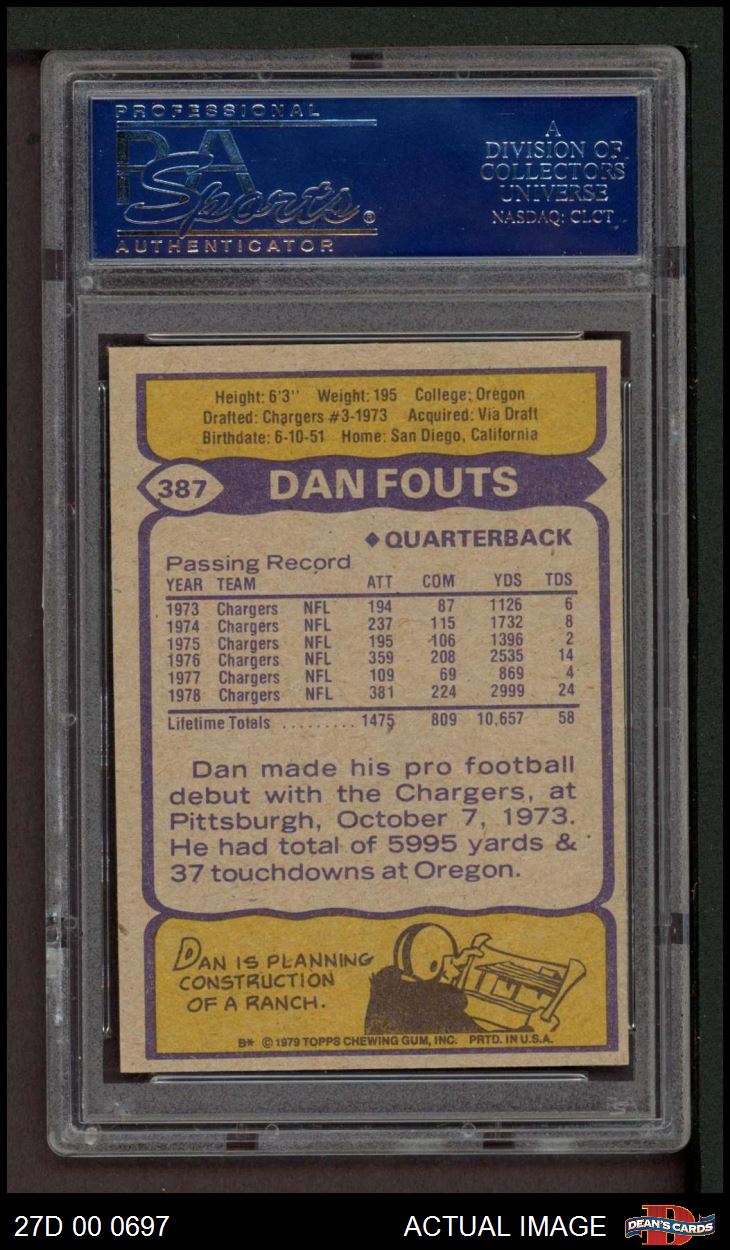 PROFESSIONAL
PSA
Sports ®
AUTHENTICATOR
A
DIVISION OF
COLLECTORS
UNIVERSE
NASDAQ: CLCT
Height: 6'3" Weight: 195 College: Oregon
Drafted: Chargers #3-1973 Acquired: Via Draft
Birthdate: 6-10-51 Home: San Diego, California
387 DAN FOUTS
◆ QUARTERBACK
Passing Record
YEAR TEAM ATT COM YDS TDS
1973 Chargers NFL 194 87 1126 6
1974 Chargers NFL 237 115 1732 8
1975 Chargers NFL 195 106 1396 2
1976 Chargers NFL 359 208 2535 14
1977 Chargers NFL 109 69 869 4
1978 Chargers NFL 381 224 2999 24
Lifetime Totals . . . . . . . . . 1475 809 10,657 58
Dan made his pro football
debut with the Chargers, at
Pittsburgh, October 7, 1973.
He had total of 5995 yards &
37 touchdowns at Oregon.
DAN IS PLANNING
CONSTRUCTION
OF A RANCH.
B* © 1979 TOPPS CHEWING GUM, INC. PRTD. IN U.S.A.
27D 00 0697 ACTUAL IMAGE
D
DEAN'S CARDS